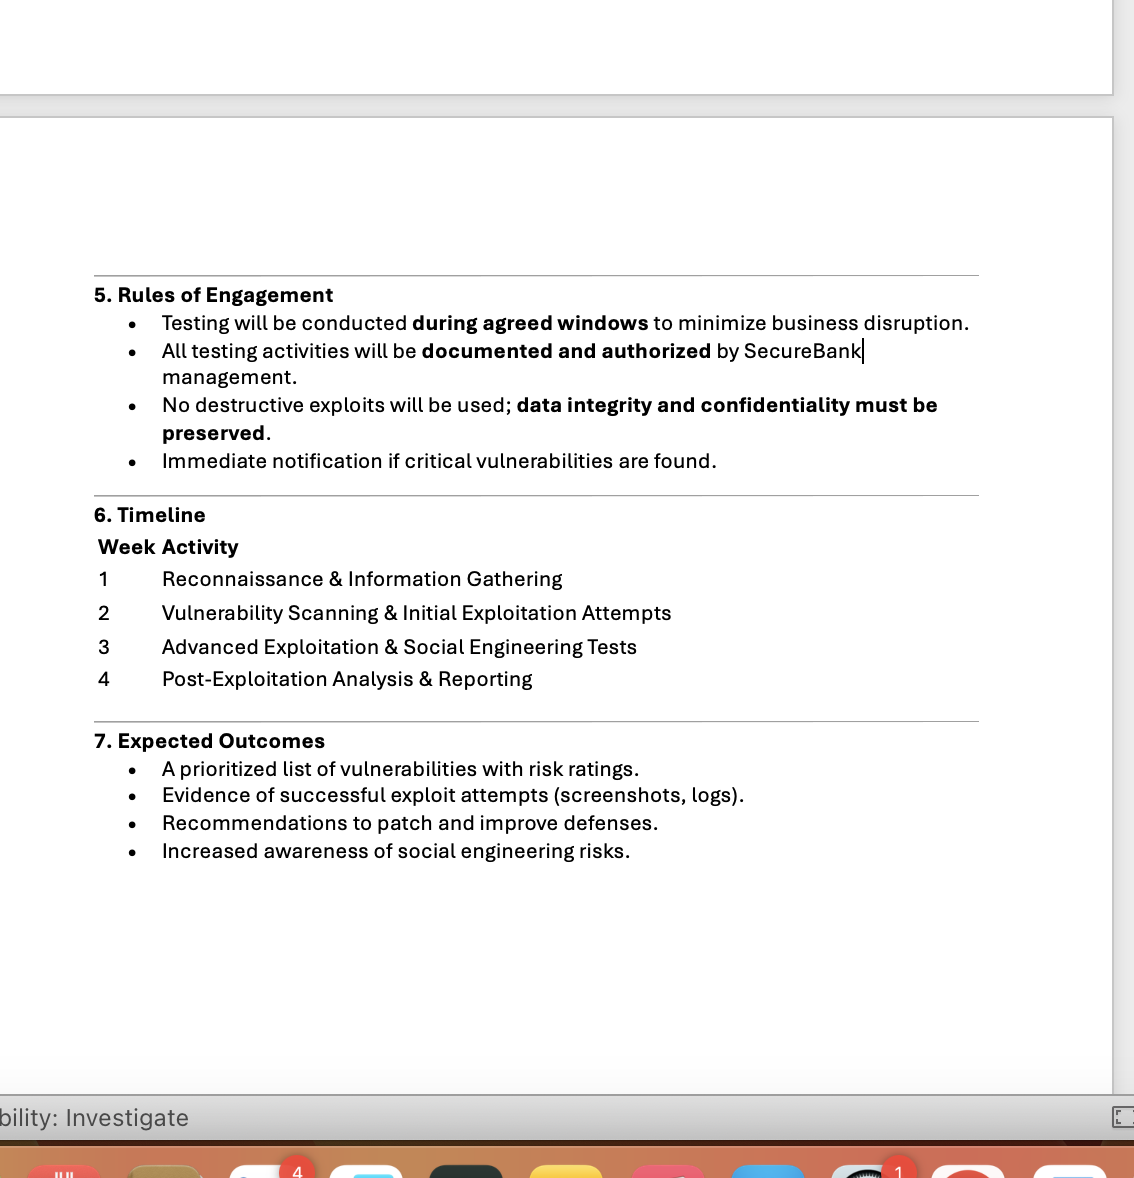 5. Rules of Engagement
• Testing will be conducted during agreed windows to minimize business disruption.
• All testing activities will be documented and authorized by SecureBank
management.
• No destructive exploits will be used; data integrity and confidentiality must be
preserved.
• Immediate notification if critical vulnerabilities are found.
6. Timeline
Week Activity
1 Reconnaissance & Information Gathering
2 Vulnerability Scanning & Initial Exploitation Attempts
3 Advanced Exploitation & Social Engineering Tests
4 Post-Exploitation Analysis & Reporting
7. Expected Outcomes
• A prioritized list of vulnerabilities with risk ratings.
• Evidence of successful exploit attempts (screenshots, logs).
• Recommendations to patch and improve defenses.
• Increased awareness of social engineering risks.
bility: Investigate
4 1